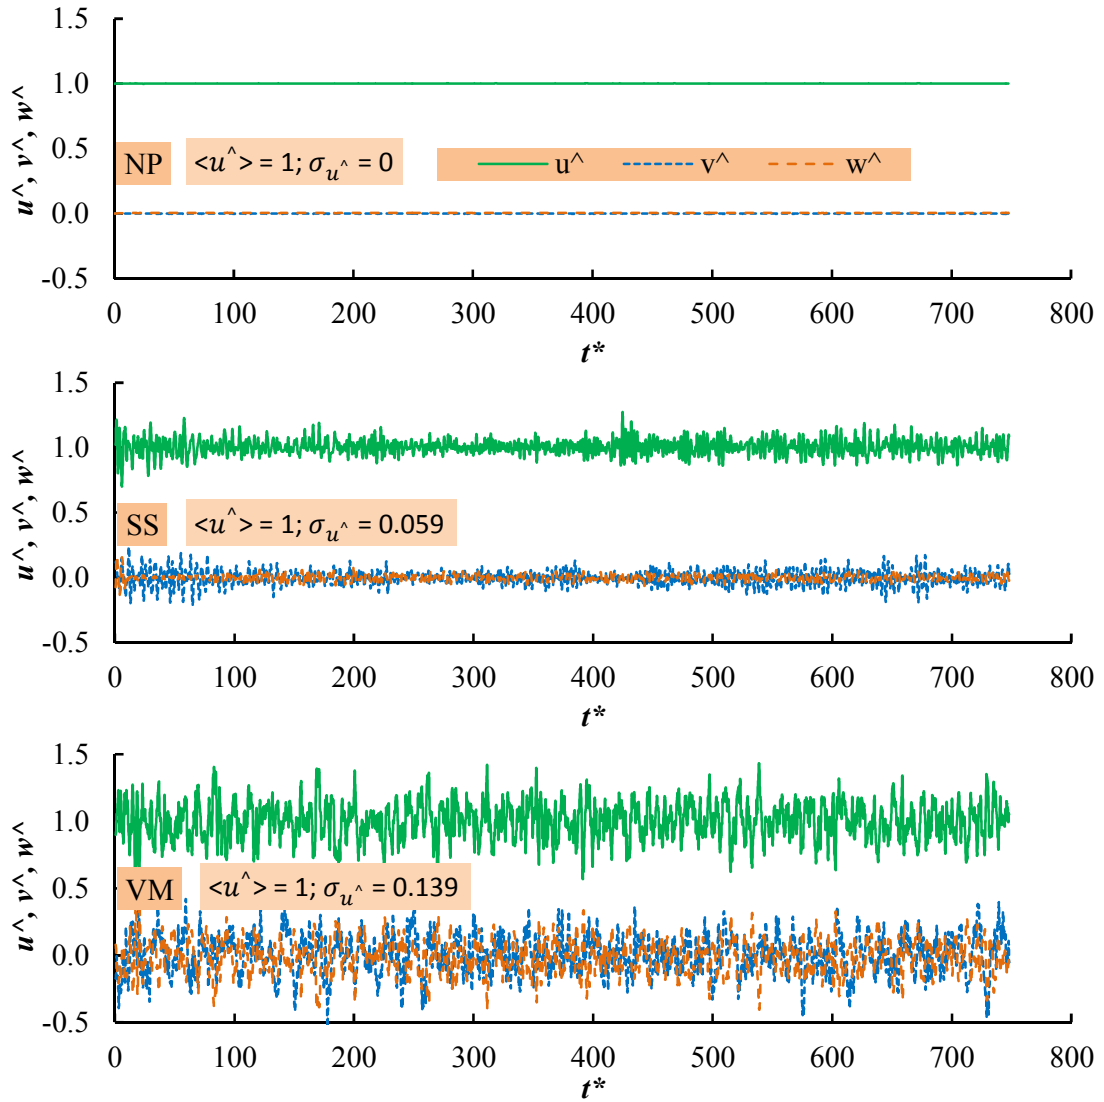 1.5
1.0
0.5
0.0
-0.5
u^, v^, w^
NP
<u^> = 1; σu^ = 0
u^ v^ w^
0 100 200 300 400 500 600 700 800
t*
1.5
1.0
0.5
0.0
-0.5
u^, v^, w^
SS
<u^> = 1; σu^ = 0.059
0 100 200 300 400 500 600 700 800
t*
1.5
1.0
0.5
0.0
-0.5
u^, v^, w^
VM
<u^> = 1; σu^ = 0.139
0 100 200 300 400 500 600 700 800
t*